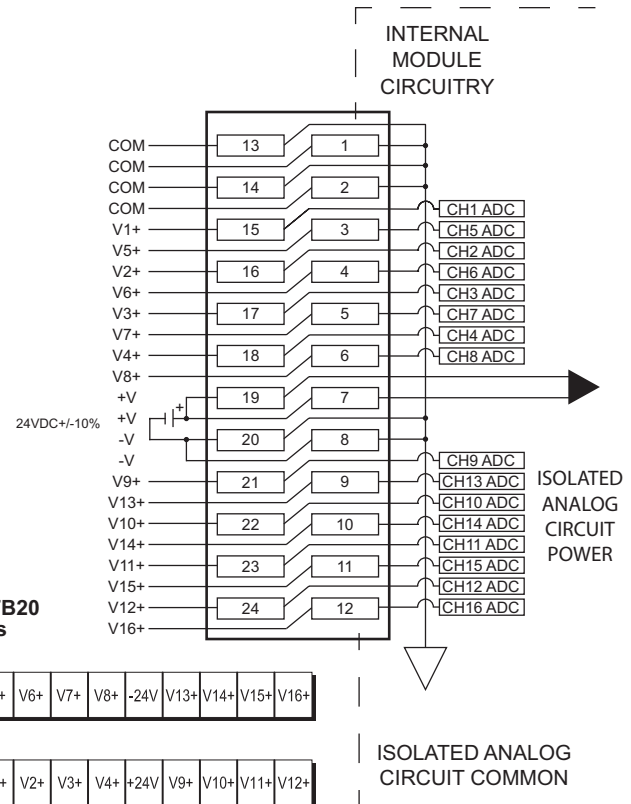 INTERNAL
MODULE
CIRCUITRY
COM 13 1
COM
COM 14 2
COM CH1 ADC
V1+ 15 3 CH5 ADC
V5+ CH2 ADC
V2+ 16 4 CH6 ADC
V6+ CH3 ADC
V3+ 17 5 CH7 ADC
V7+ CH4 ADC
V4+ 18 6 CH8 ADC
V8+
+V 19 7
24VDC+/-10% +V +
-V 20 8
-V CH9 ADC
V9+ 21 9 CH13 ADC
V13+ CH10 ADC
V10+ 22 10 CH14 ADC
V14+ CH11 ADC
V11+ 23 11 CH15 ADC
V15+ CH12 ADC
V12+ 24 12 CH16 ADC
V16+
ISOLATED
ANALOG
CIRCUIT
POWER
TB20
s
+ V6+ V7+ V8+ -24V V13+ V14+ V15+ V16+
+ V2+ V3+ V4+ +24V V9+ V10+ V11+ V12+
ISOLATED ANALOG
CIRCUIT COMMON